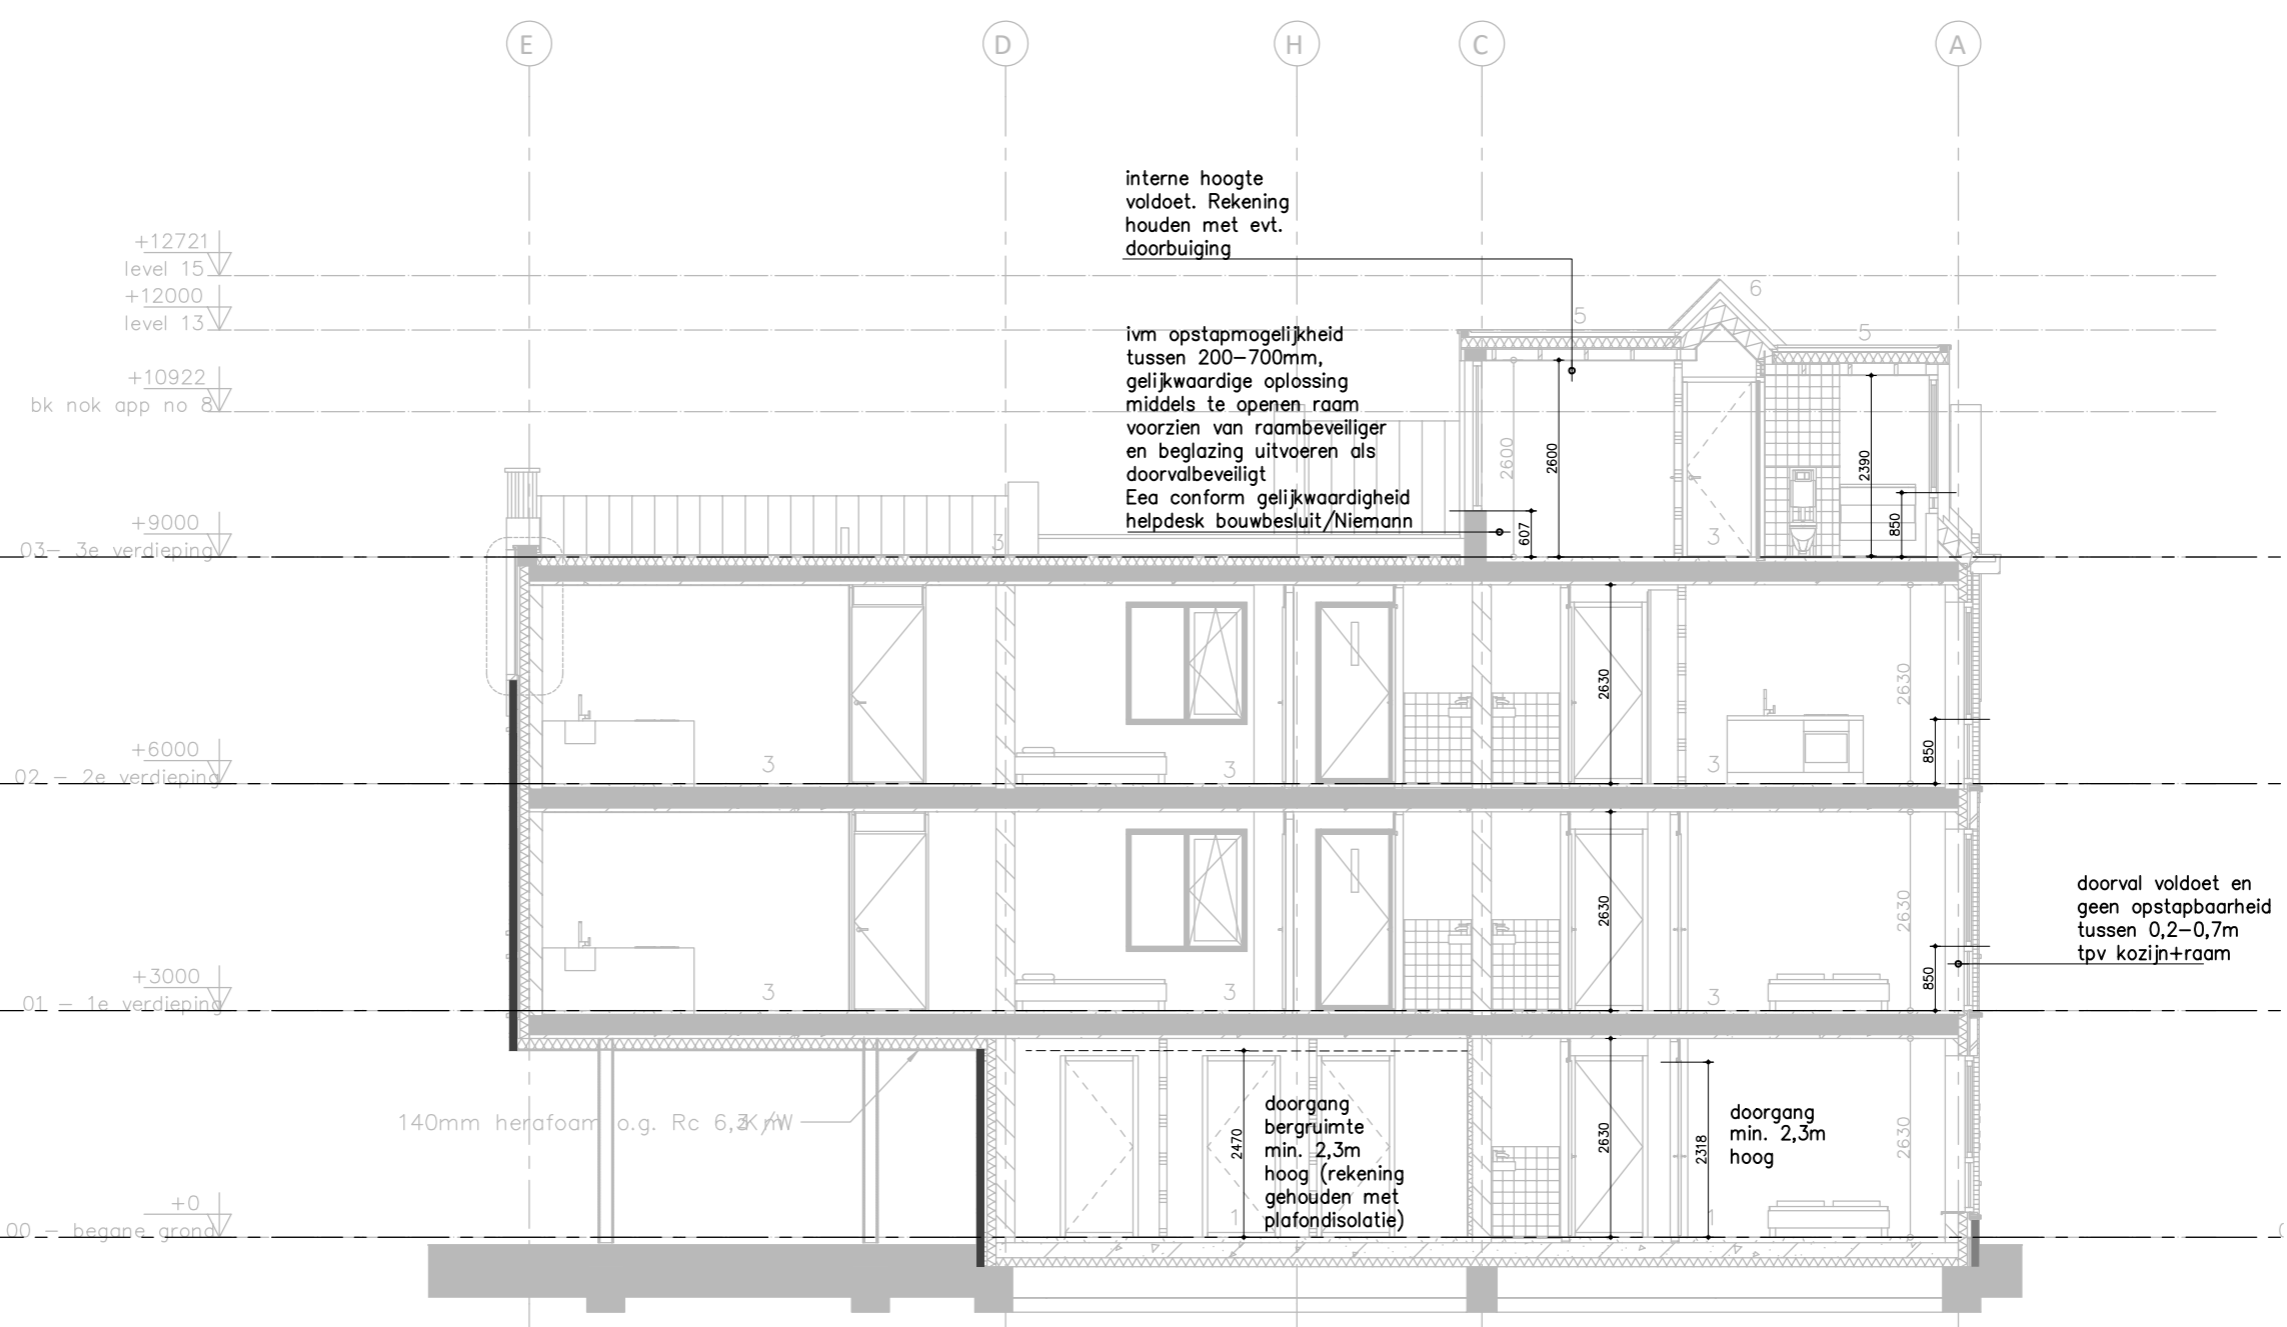 E D H C A
interne hoogte
voldoet. Rekening
houden met evt.
doorbuiging
+12721
level 15
+12000
level 13
+10922
bk nok app no 8
+9000
03- 3e verdieping
+6000
02 - 2e verdieping
+3000
01 - 1e verdieping
+0
00 - begane grond
ivm opstapmogelijkheid
tussen 200-700mm,
gelijkwaardige oplossing
middels te openen raam
voorzien van raambeveiliger
en beglazing uitvoeren als
doorvalbeveiligt
Eea conform gelijkwaardigheid
helpdesk bouwbesluit/Niemann
5
6
5
2600
2600
2390
607
850
3
3
2630
2630
850
3
3
3
doorval voldoet en
geen opstapbaarheid
tussen 0,2-0,7m
tpv kozijn+raam
2630
2630
850
3
3
3
140mm herafoam o.g. Rc
2470
doorgang
bergruimte
min. 2,3m
hoog (rekening
gehouden met
plafondisolatie)
2630
2318
doorgang
min. 2,3m
hoog
2630
1
1